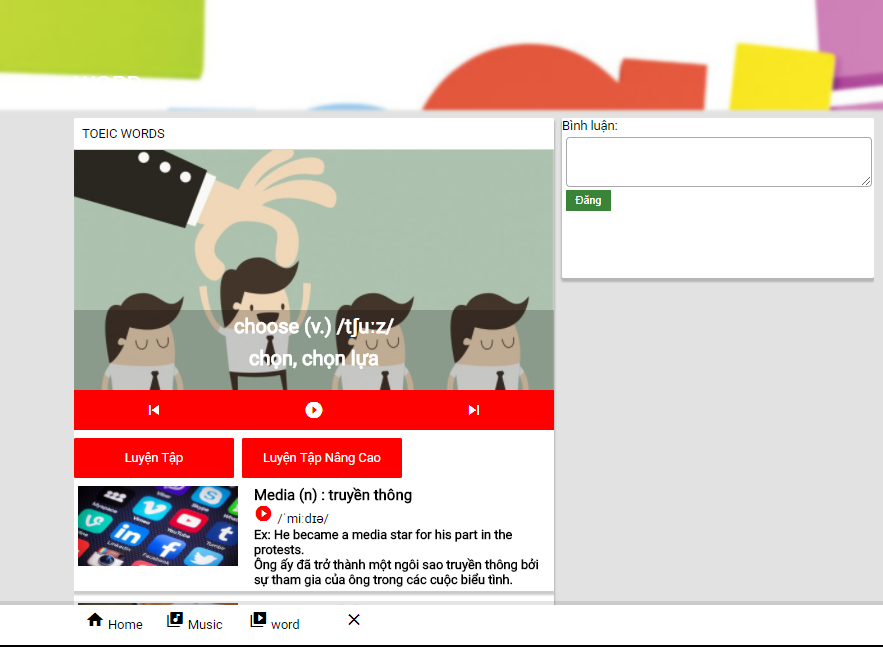 WORD
TOEIC WORDS
choose (v.) /tʃuːz/
chọn, chọn lựa
Luyện Tập
Luyện Tập Nâng Cao
Media (n) : truyền thông
/ˈmiːdɪə/
Ex: He became a media star for his part in the
protests.
Ông ấy đã trở thành một ngôi sao truyền thông bởi
sự tham gia của ông trong các cuộc biểu tình.
Bình luận:
Đăng
Home
Music
word